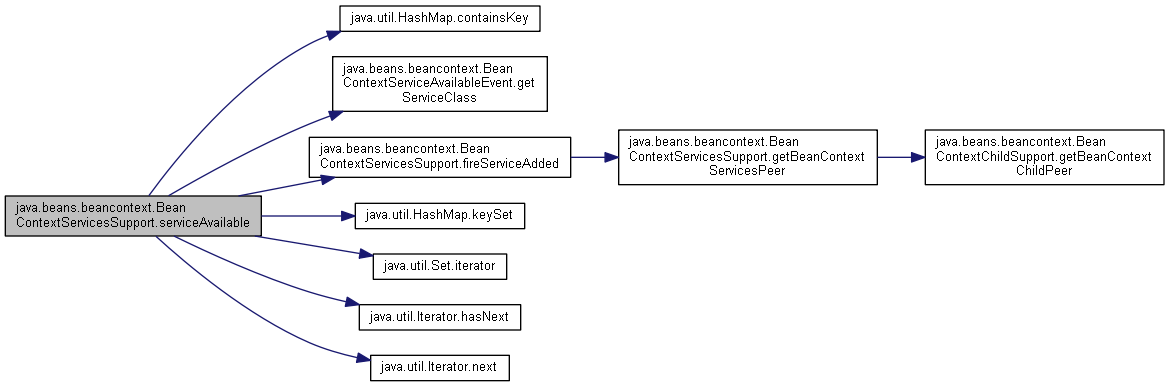 java.util.HashMap.containsKey
java.beans.beancontext.Bean
ContextServiceAvailableEvent.get
ServiceClass
java.beans.beancontext.Bean
ContextServicesSupport.fireServiceAdded
java.beans.beancontext.Bean
ContextServicesSupport.getBeanContext
ServicesPeer
java.beans.beancontext.Bean
ContextChildSupport.getBeanContext
ChildPeer
java.beans.beancontext.Bean
ContextServicesSupport.serviceAvailable
java.util.HashMap.keySet
java.util.Set.iterator
java.util.Iterator.hasNext
java.util.Iterator.next